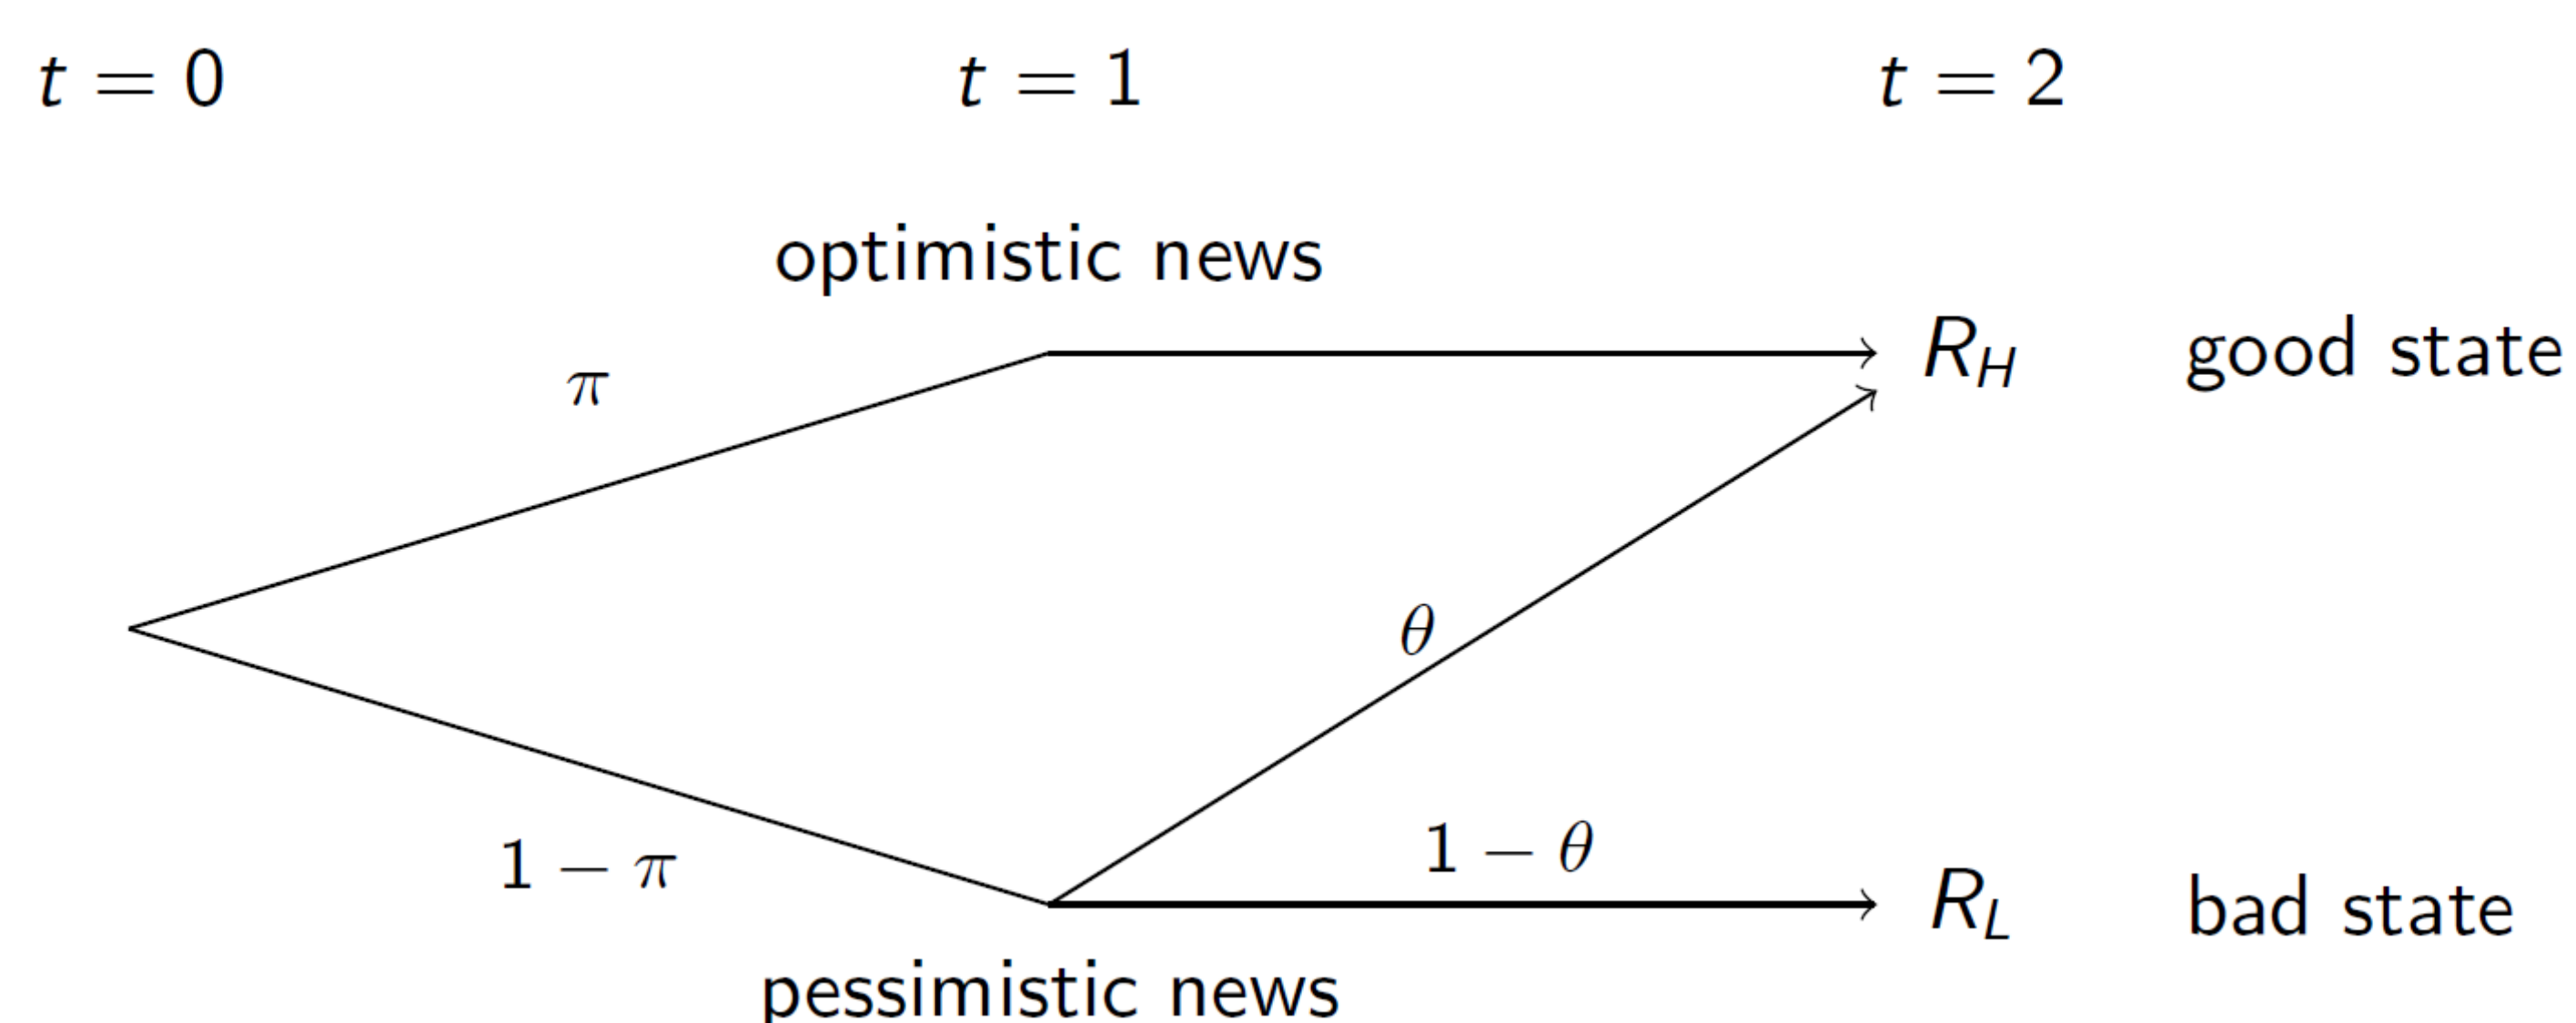 t = 0 t = 1 t = 2
optimistic news
π
R_H good state
θ
1 − θ
1 − π
R_L bad state
pessimistic news